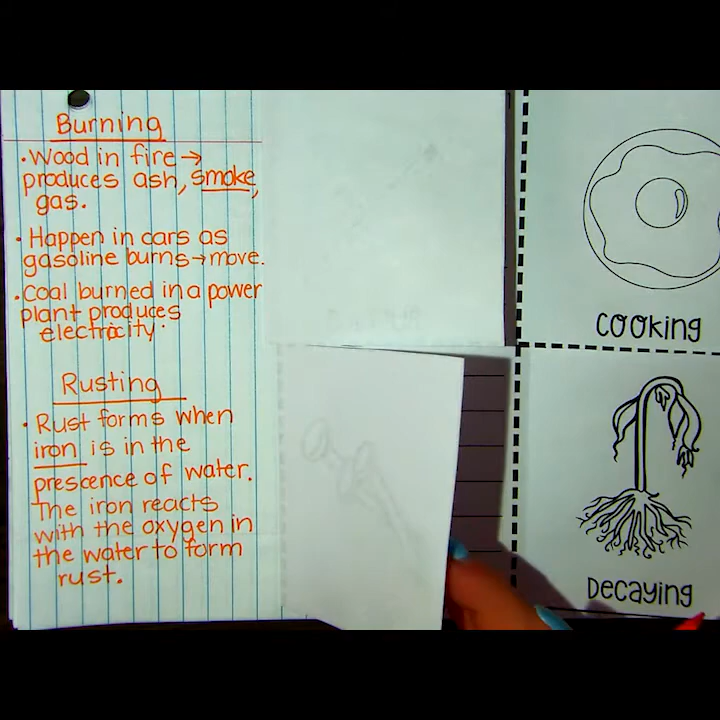 Burning
• Wood in fire →
produces ash, smoke,
gas.
• Happen in cars as
gasoline burns → move.
• Coal burned in a power
plant produces
electricity.
Rusting
• Rust forms when
iron is in the
prescence of water.
The iron reacts
with the oxygen in
the water to form
rust.
COOKING
Decaying